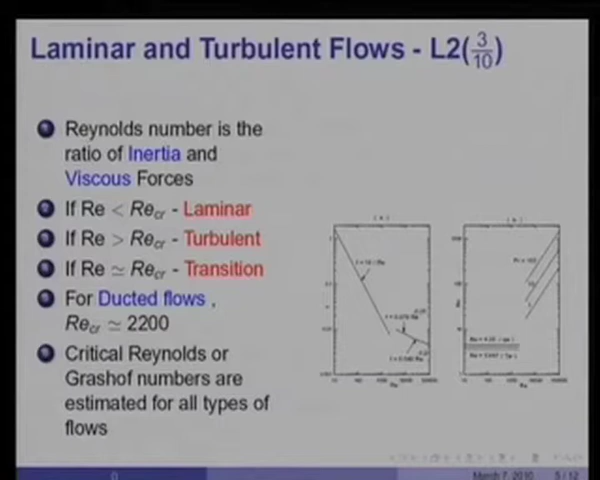 Laminar and Turbulent Flows - L2(3/10)
Reynolds number is the
ratio of Inertia and
Viscous Forces
If Re < Re_cr - Laminar
If Re > Re_cr - Turbulent
If Re ≃ Re_cr - Transition
For Ducted flows ,
Re_cr ≃ 2200
Critical Reynolds or
Grashof numbers are
estimated for all types of
flows
( a )
( b )
March 7, 2010